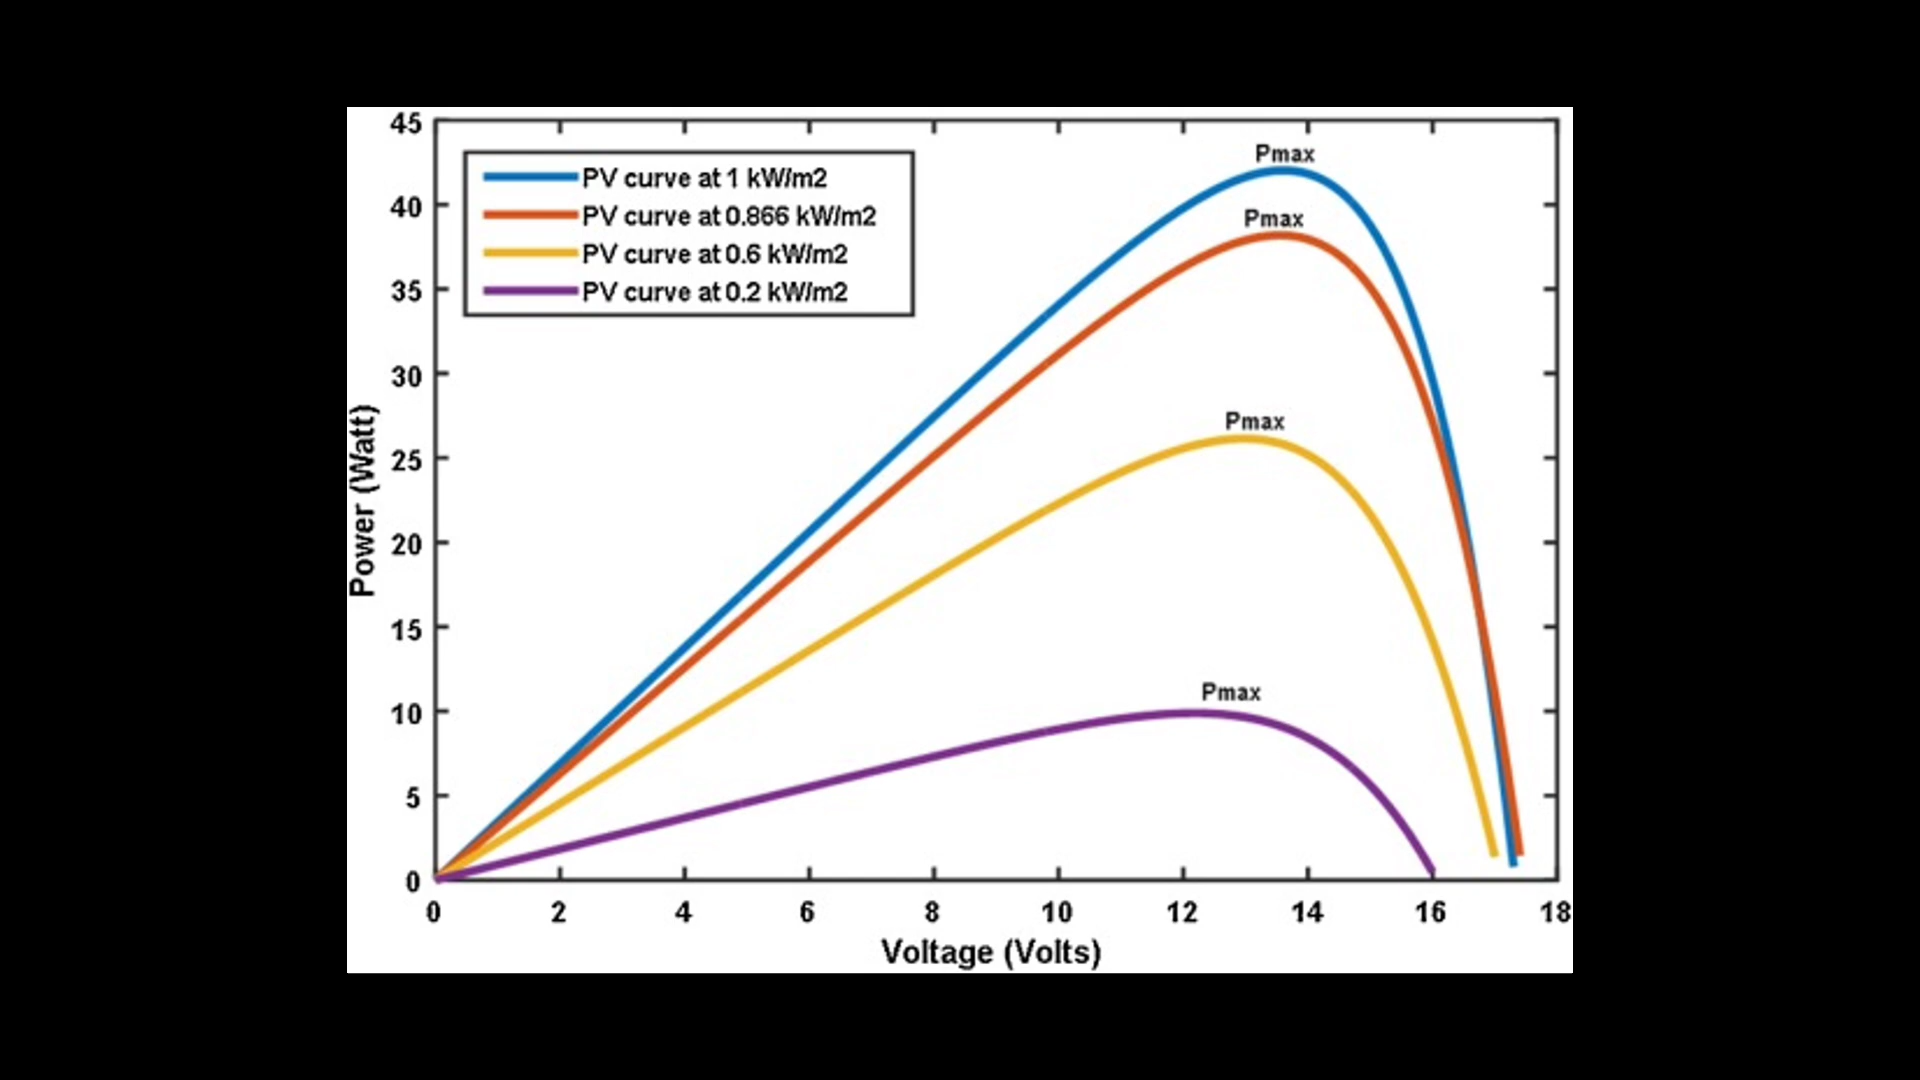 45
40
35
30
25
20
15
10
5
0
Power (Watt)
PV curve at 1 kW/m2
PV curve at 0.866 kW/m2
PV curve at 0.6 kW/m2
PV curve at 0.2 kW/m2
Pmax
Pmax
Pmax
Pmax
0 2 4 6 8 10 12 14 16 18
Voltage (Volts)